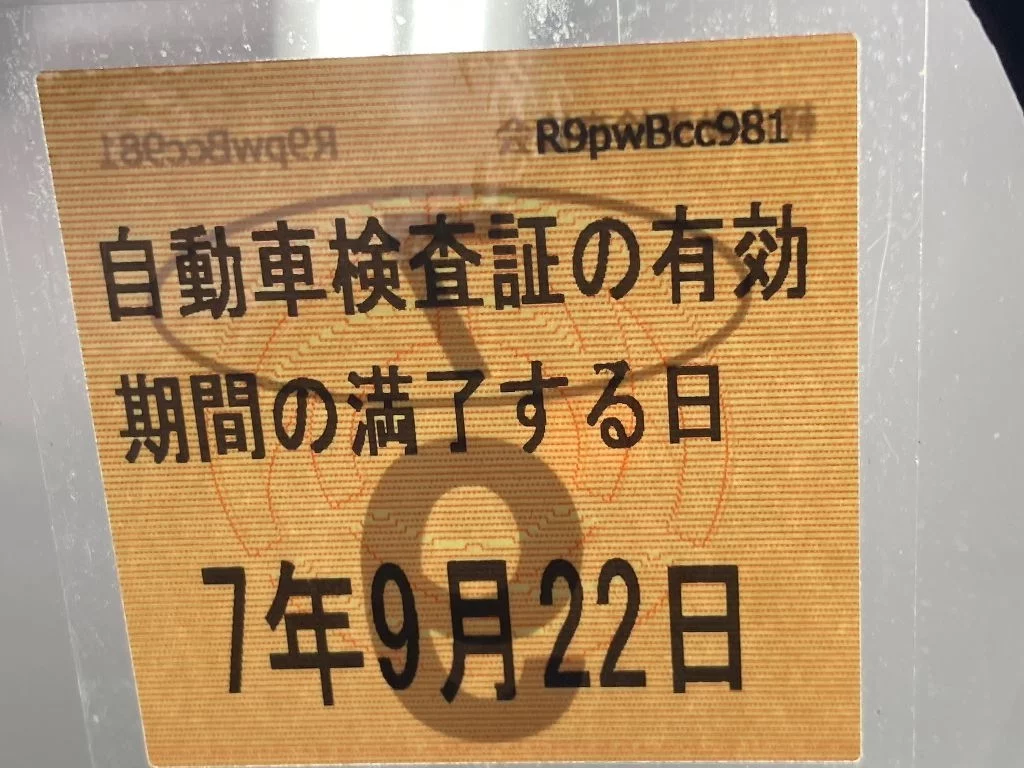 R9pwBcc981
自動車検査証の有効
期間の満了する日
7年9月22日